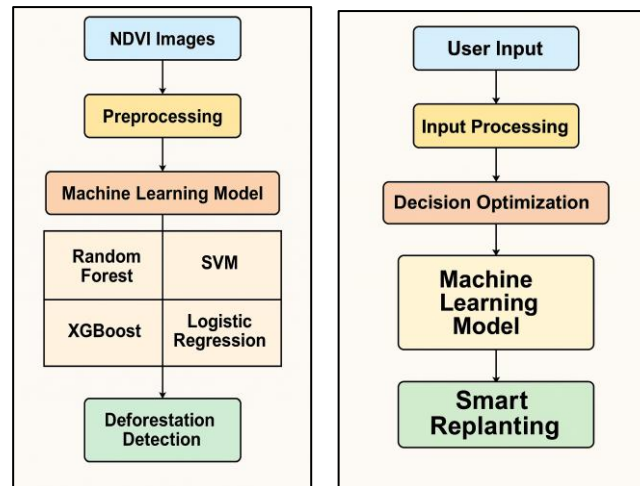 NDVI Images
Preprocessing
Machine Learning Model
Random
Forest
SVM
XGBoost
Logistic
Regression
Deforestation
Detection
User Input
Input Processing
Decision Optimization
Machine
Learning
Model
Smart
Replanting